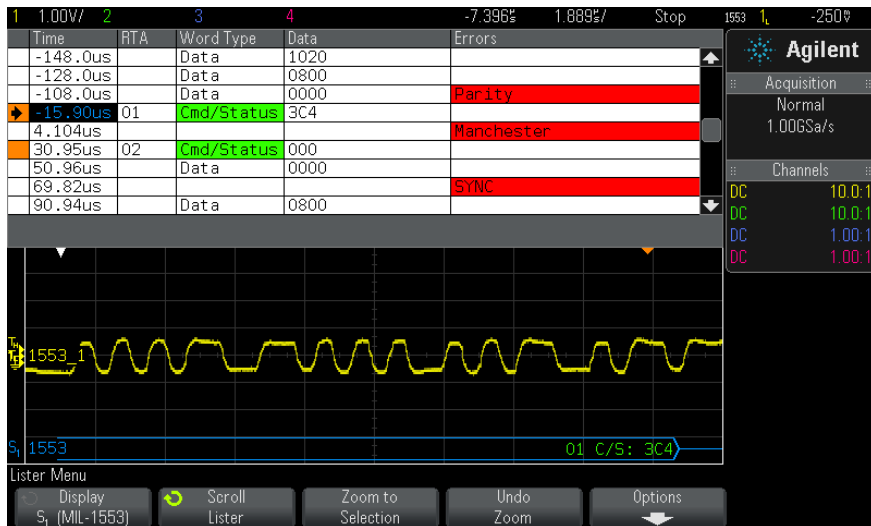 1 1.00V/ 2 3 4 -7.396s 1.889s/ Stop 1553 1 L -250V
Time RTA Word Type Data Errors
-148.0us Data 1020
-128.0us Data 0800
-108.0us Data 0000 Parity
-15.90us 01 Cmd/Status 3C4
4.104us Manchester
30.95us 02 Cmd/Status 000
50.96us Data 0000
69.82us SYNC
90.94us Data 0800
Agilent
Acquisition
Normal
1.00GSa/s
Channels
DC 10.0:1
DC 10.0:1
DC 1.00:1
DC 1.00:1
1553_1
S1 1553 01 C/S: 3C4
Lister Menu
Display
S1 (MIL-1553)
Scroll
Lister
Zoom to
Selection
Undo
Zoom
Options